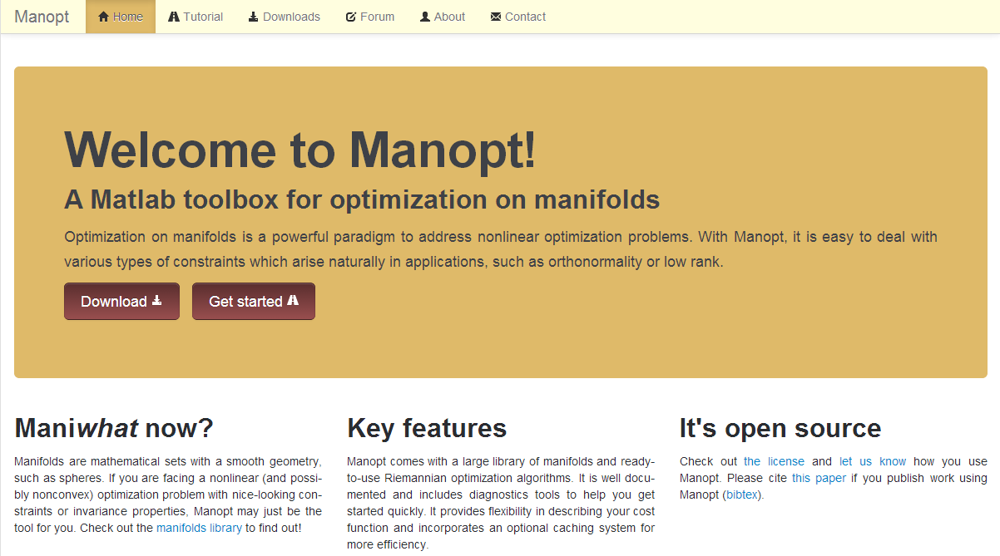 Manopt Home Tutorial Downloads Forum About Contact
Welcome to Manopt!
A Matlab toolbox for optimization on manifolds
Optimization on manifolds is a powerful paradigm to address nonlinear optimization problems. With Manopt, it is easy to deal with
various types of constraints which arise naturally in applications, such as orthonormality or low rank.
Download Get started
Maniwhat now?
Manifolds are mathematical sets with a smooth geometry,
such as spheres. If you are facing a nonlinear (and possi-
bly nonconvex) optimization problem with nice-looking con-
straints or invariance properties, Manopt may just be the
tool for you. Check out the manifolds library to find out!
Key features
Manopt comes with a large library of manifolds and ready-
to-use Riemannian optimization algorithms. It is well docu-
mented and includes diagnostics tools to help you get
started quickly. It provides flexibility in describing your cost
function and incorporates an optional caching system for
more efficiency.
It's open source
Check out the license and let us know how you use
Manopt. Please cite this paper if you publish work using
Manopt (bibtex).